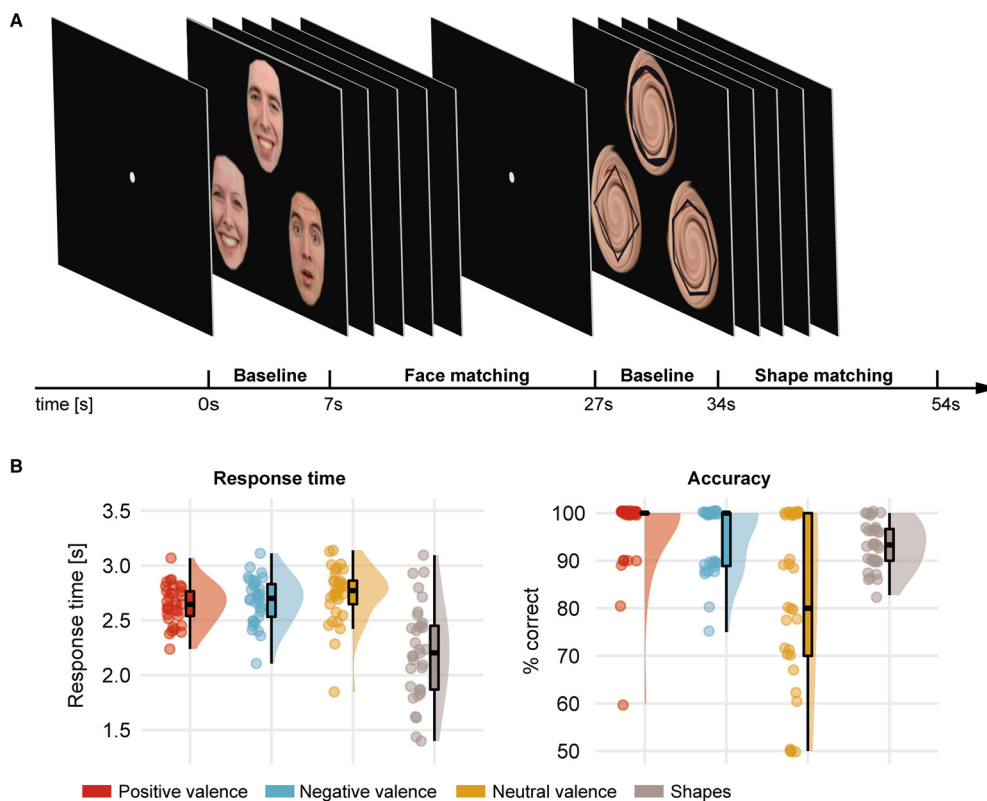 A
Baseline Face matching Baseline Shape matching
time [s] 0s 7s 27s 34s 54s
B
Response time
Response time [s]
3.5
3.0
2.5
2.0
1.5
Accuracy
% correct
100
90
80
70
60
50
Positive valence Negative valence Neutral valence Shapes